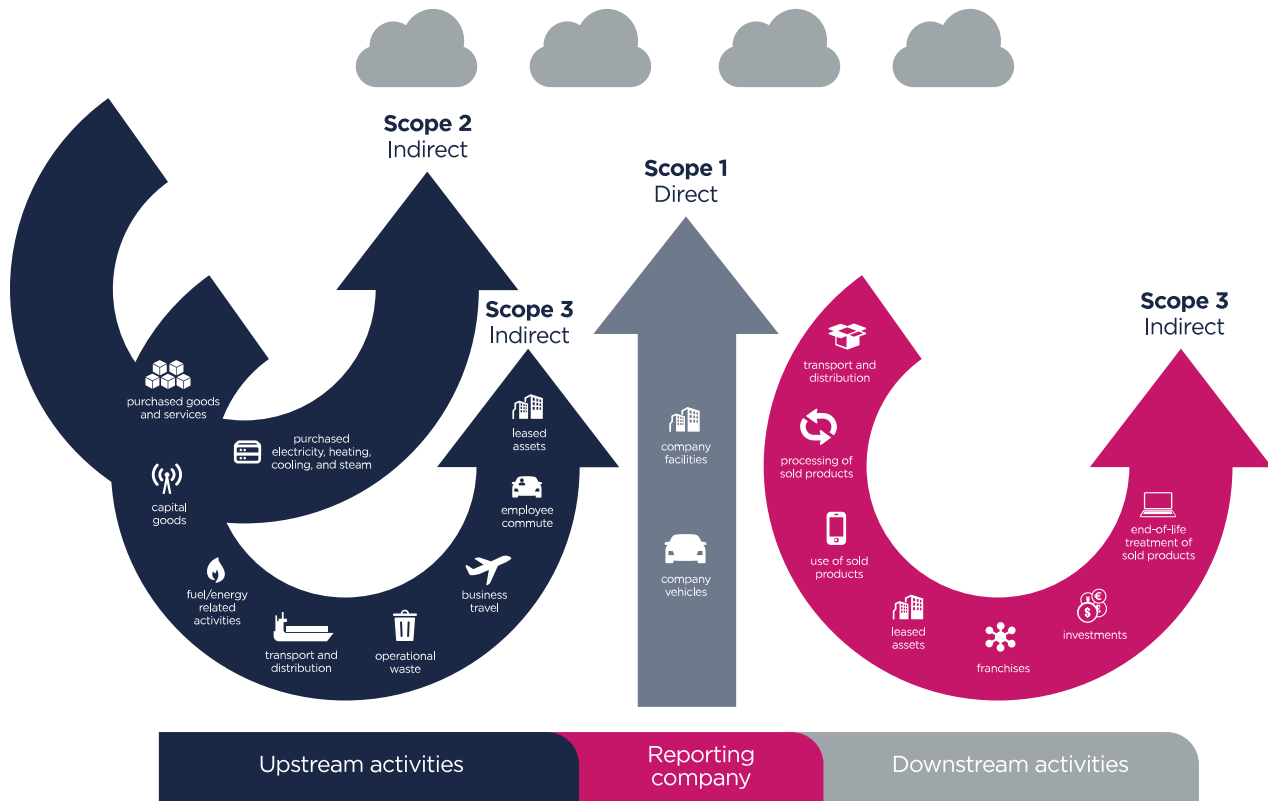 Scope 2
Indirect
Scope 1
Direct
Scope 3
Indirect
Scope 3
Indirect
purchased goods
and services
purchased
electricity, heating,
cooling, and steam
capital
goods
fuel/energy
related
activities
transport and
distribution
operational
waste
business
travel
employee
commute
leased
assets
company
facilities
company
vehicles
transport and
distribution
processing of
sold products
use of sold
products
leased
assets
franchises
investments
end-of-life
treatment of
sold products
$
€
£
Upstream activities
Reporting
company
Downstream activities